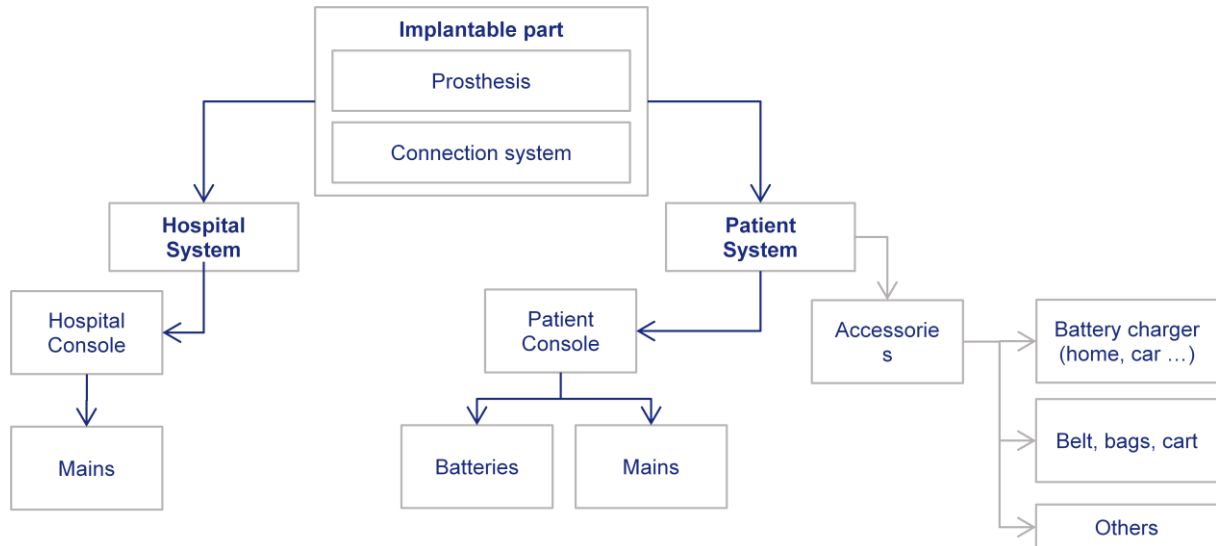 Implantable part
Prosthesis
Connection system
Hospital
System
Patient
System
Hospital
Console
Patient
Console
Accessorie
s
Battery charger
(home, car …)
Mains
Batteries
Mains
Belt, bags, cart
Others